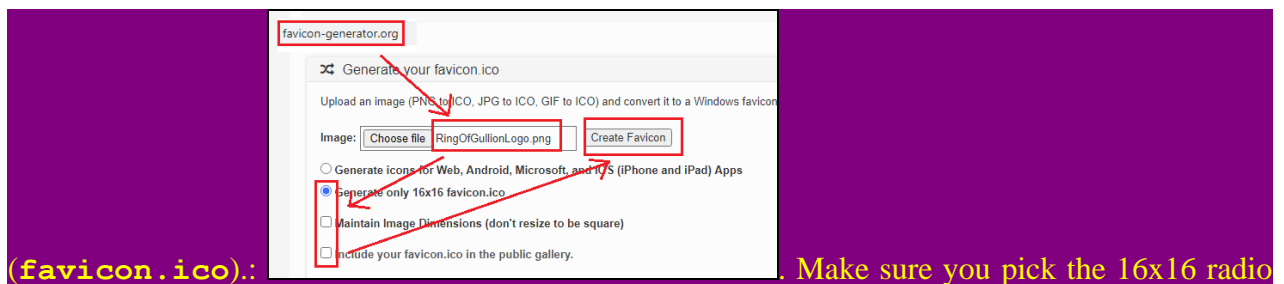 favicon-generator.org
Generate your favicon.ico
Upload an image (PNG to ICO, JPG to ICO, GIF to ICO) and convert it to a Windows favicon
Image: Choose file RingOfGullionLogo.png Create Favicon
Generate icons for Web, Android, Microsoft, and iOS (iPhone and iPad) Apps
Generate only 16x16 favicon.ico
Maintain Image Dimensions (don't resize to be square)
Include your favicon.ico in the public gallery.
(favicon.ico).: . Make sure you pick the 16x16 radio